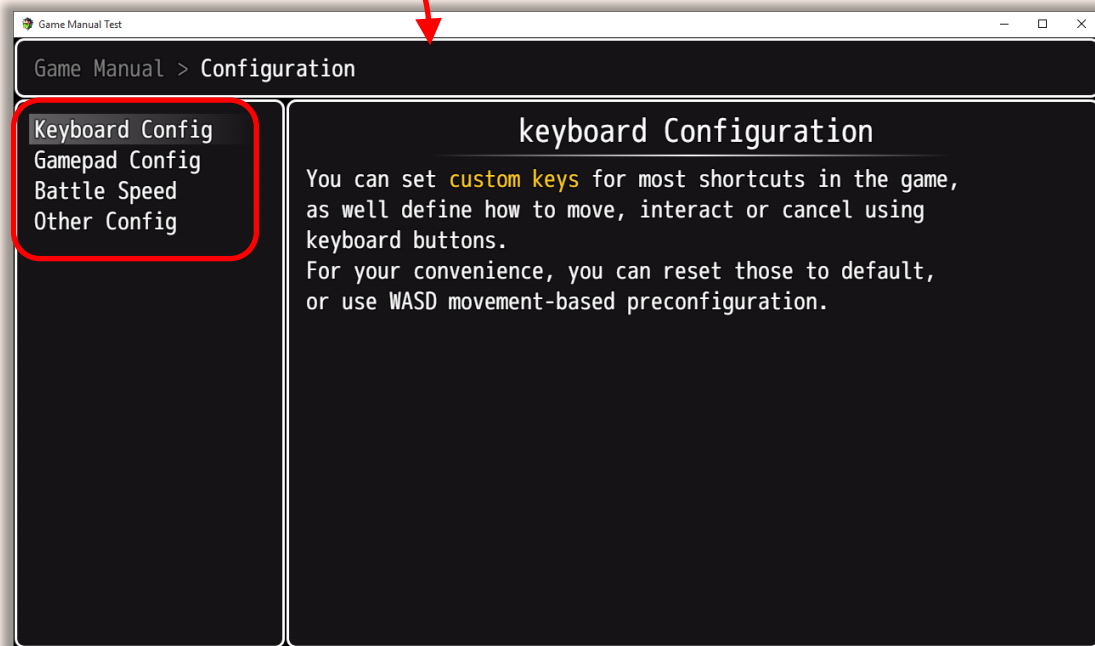 Game Manual Test
Game Manual > Configuration
Keyboard Config
Gamepad Config
Battle Speed
Other Config
keyboard Configuration
You can set custom keys for most shortcuts in the game,
as well define how to move, interact or cancel using
keyboard buttons.
For your convenience, you can reset those to default,
or use WASD movement-based preconfiguration.